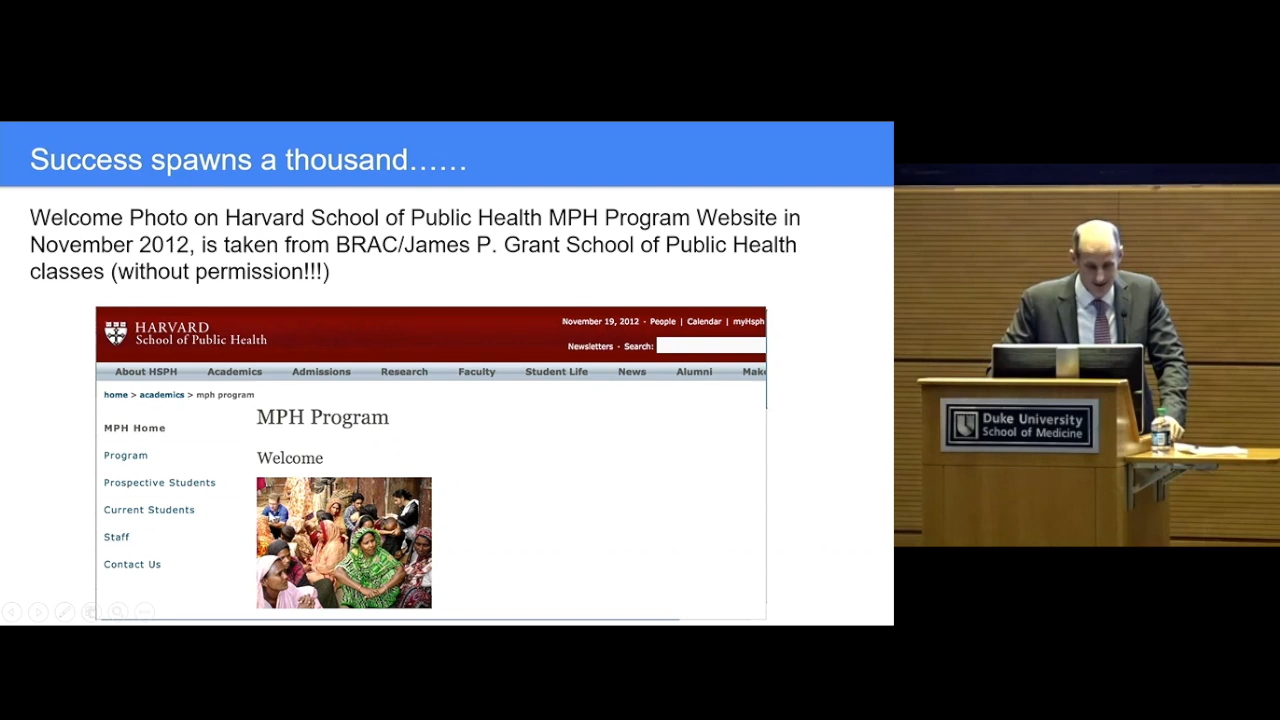 Success spawns a thousand……
Welcome Photo on Harvard School of Public Health MPH Program Website in
November 2012, is taken from BRAC/James P. Grant School of Public Health
classes (without permission!!!)
HARVARD
School of Public Health
November 19, 2012 - People | Calendar | myHsph
Newsletters - Search:
About HSPH Academics Admissions Research Faculty Student Life News Alumni Make
home > academics > mph program
MPH Program
MPH Home
Welcome
Program
Prospective Students
Current Students
Staff
Contact Us
Duke University
School of Medicine